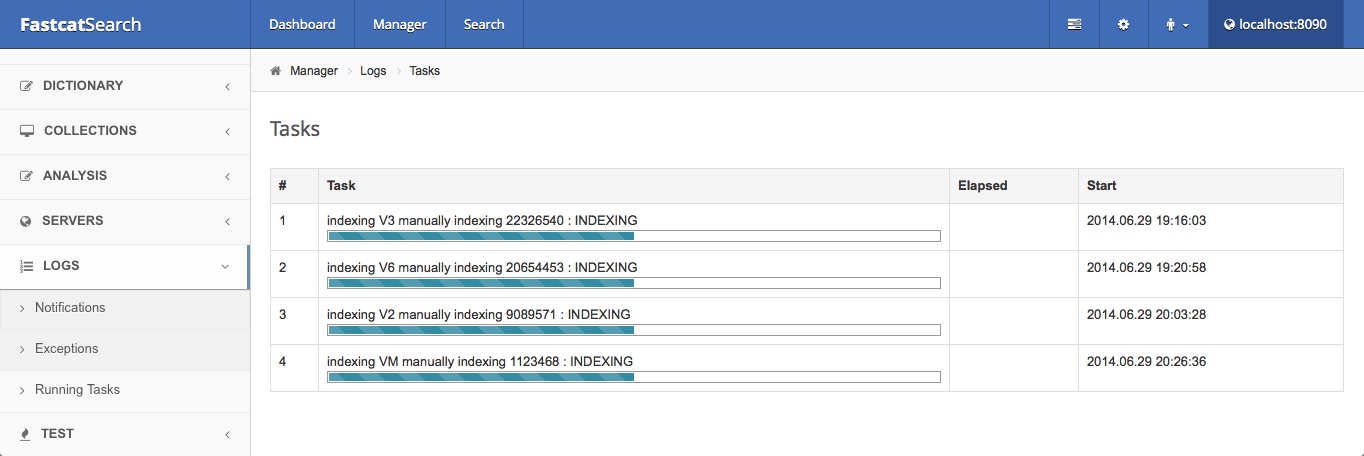 FastcatSearch Dashboard Manager Search localhost:8090
DICTIONARY
COLLECTIONS
ANALYSIS
SERVERS
LOGS
Notifications
Exceptions
Running Tasks
TEST
Manager Logs Tasks
Tasks
# Task Elapsed Start
1 indexing V3 manually indexing 22326540 : INDEXING 2014.06.29 19:16:03
2 indexing V6 manually indexing 20654453 : INDEXING 2014.06.29 19:20:58
3 indexing V2 manually indexing 9089571 : INDEXING 2014.06.29 20:03:28
4 indexing VM manually indexing 1123468 : INDEXING 2014.06.29 20:26:36